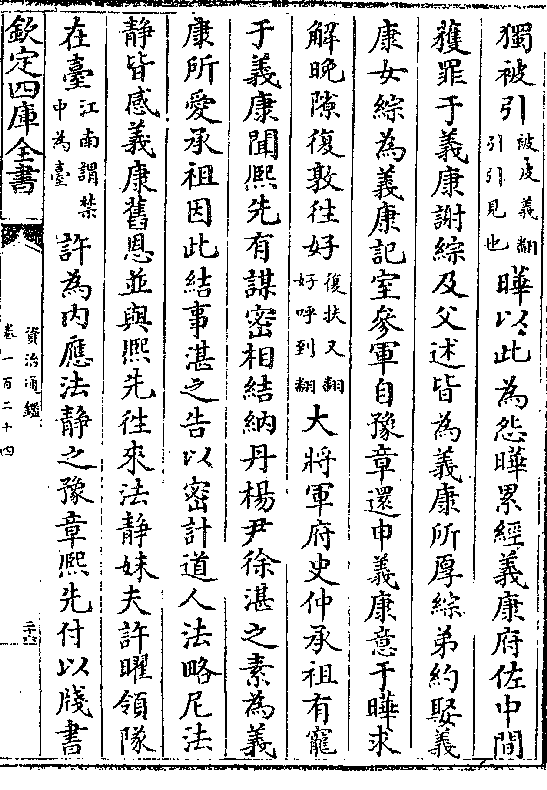 獨被引被皮義翻引引見也曄以此為怨曄累經義康府佐中間
獲罪于義康謝綜及父述皆為義康所厚綜弟約娶義
康女綜為義康記室參軍自豫章還申義康意于曄求
解晚隙復敦往好復扶又翻好呼到翻大將軍府史仲承祖有寵
于義康聞熙先有謀密相結納丹楊尹徐湛之素為義
康所愛承祖因此結事湛之告以密計道人法略尼法
静皆感義康舊恩並與熙先往來法静妹夫許曜領隊
在臺江南謂禁中為臺許為内應法静之豫章熙先付以牋書
欽定四庫全書
資治通鑑
卷一百二十四